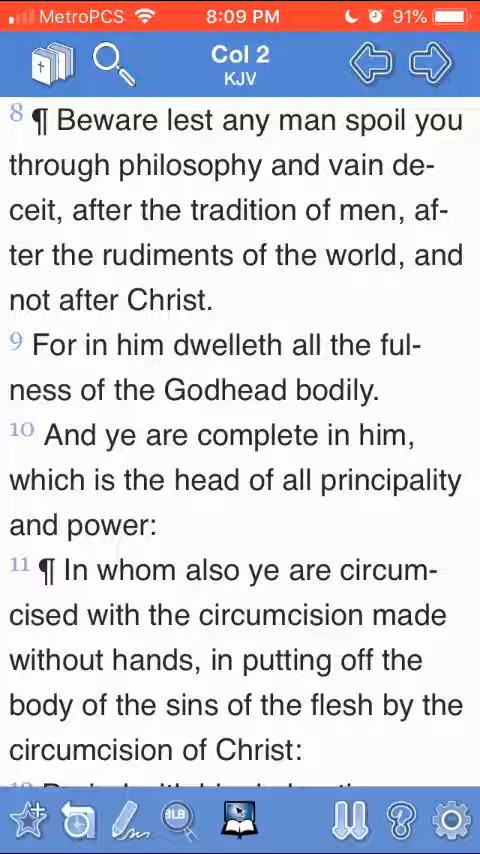 MetroPCS 8:09 PM 91%
Col 2
KJV
8 ¶ Beware lest any man spoil you
through philosophy and vain de-
ceit, after the tradition of men, af-
ter the rudiments of the world, and
not after Christ.
9 For in him dwelleth all the ful-
ness of the Godhead bodily.
10 And ye are complete in him,
which is the head of all principality
and power:
11 ¶ In whom also ye are circum-
cised with the circumcision made
without hands, in putting off the
body of the sins of the flesh by the
circumcision of Christ:
BLB